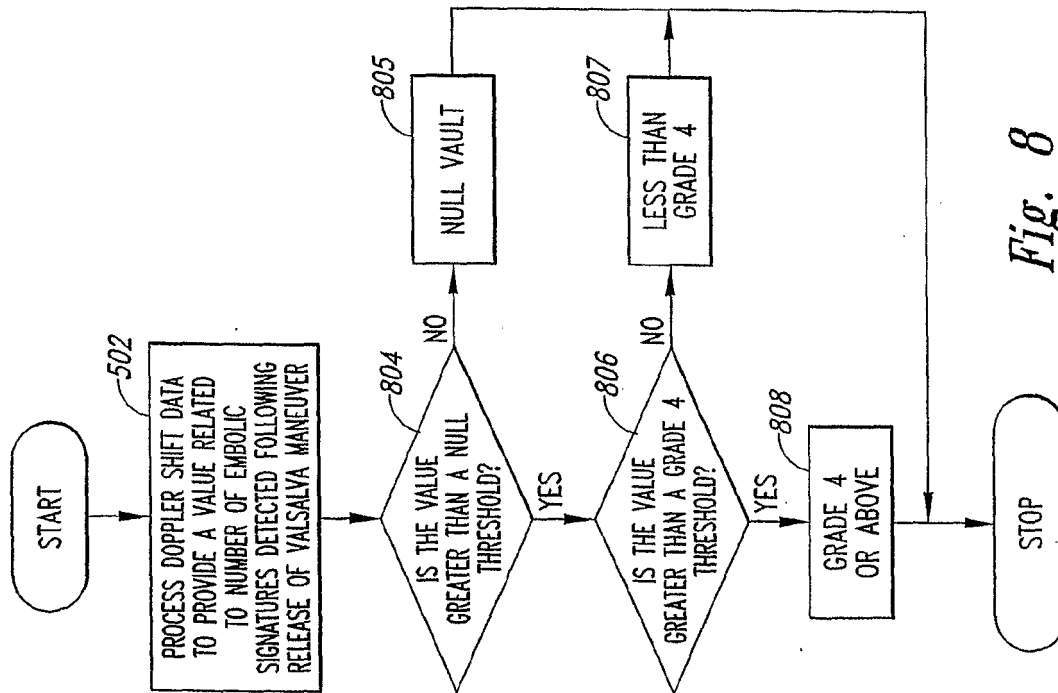 START
502
PROCESS DOPPLER SHIFT DATA
TO PROVIDE A VALUE RELATED
TO NUMBER OF EMBOLIC
SIGNATURES DETECTED FOLLOWING
RELEASE OF VALSALVA MANEUVER
804
IS THE VALUE
GREATER THAN A NULL
THRESHOLD?
NO
805
NULL VAULT
YES
806
IS THE VALUE
GREATER THAN A GRADE 4
THRESHOLD?
NO
807
LESS THAN
GRADE 4
YES
808
GRADE 4
OR ABOVE
STOP
Fig. 8